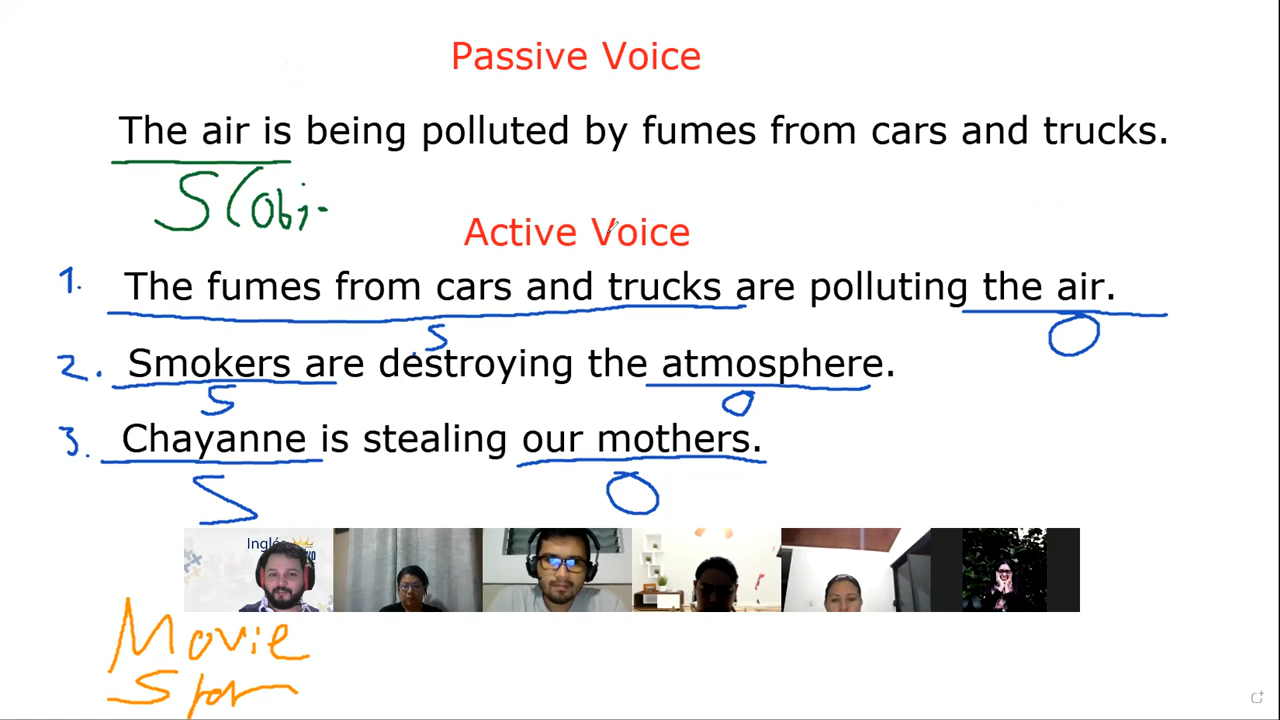 Passive Voice
The air is being polluted by fumes from cars and trucks.
S(Obj.
Active Voice
1. The fumes from cars and trucks are polluting the air.
S O
2. Smokers are destroying the atmosphere.
S O
3. Chayanne is stealing our mothers.
S O
Movie